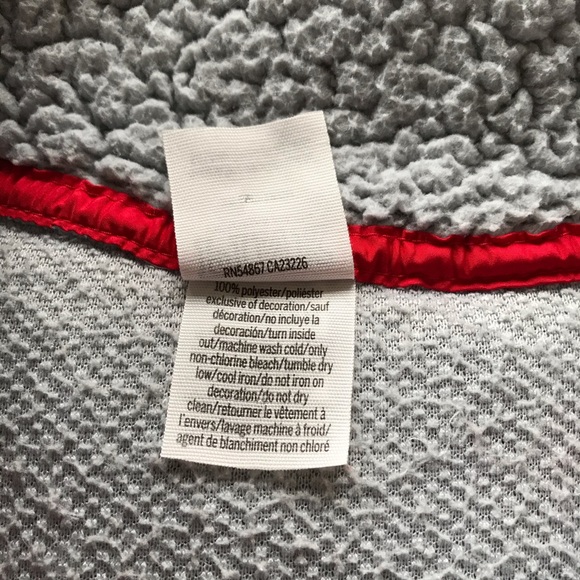 RN54867 CA23226
100% polyester/poliéster
exclusive of decoration/sauf
décoration/no incluye la
decoración/turn inside
out/machine wash cold/only
non-chlorine bleach/tumble dry
low/cool iron/do not iron on
decoration/do not dry
clean/retourner le vêtement à
l'envers/lavage machine à froid/
agent de blanchiment non chloré